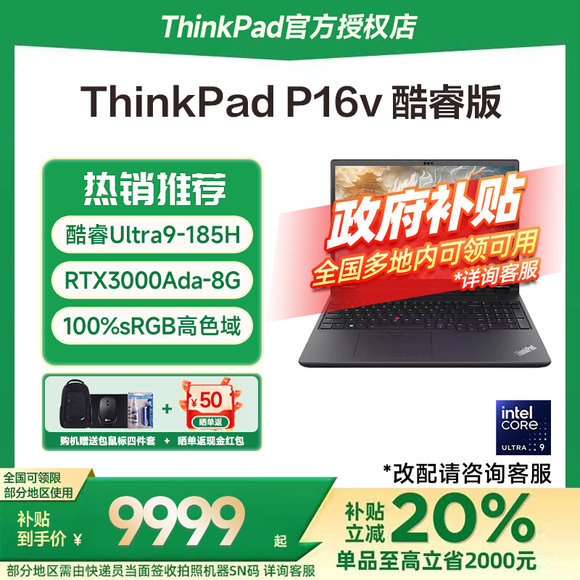 ThinkPad官方授权店
ThinkPad P16v 酷睿版
热销推荐
酷睿Ultra9-185H
RTX3000Ada-8G
100%sRGB高色域
政府补贴
全国多地内可领可用
*详询客服
ThinkPad
¥50
晒单返
购机赠送包鼠标四件套 + 晒单返现金红包
intel
CORE
ULTRA 9
*改配请咨询客服
全国可领限
部分地区使用
补贴
到手价
¥9999起
补贴
立减
20%
单品至高立省2000元
部分地区需由快递员当面签收拍照机器SN码 详询客服